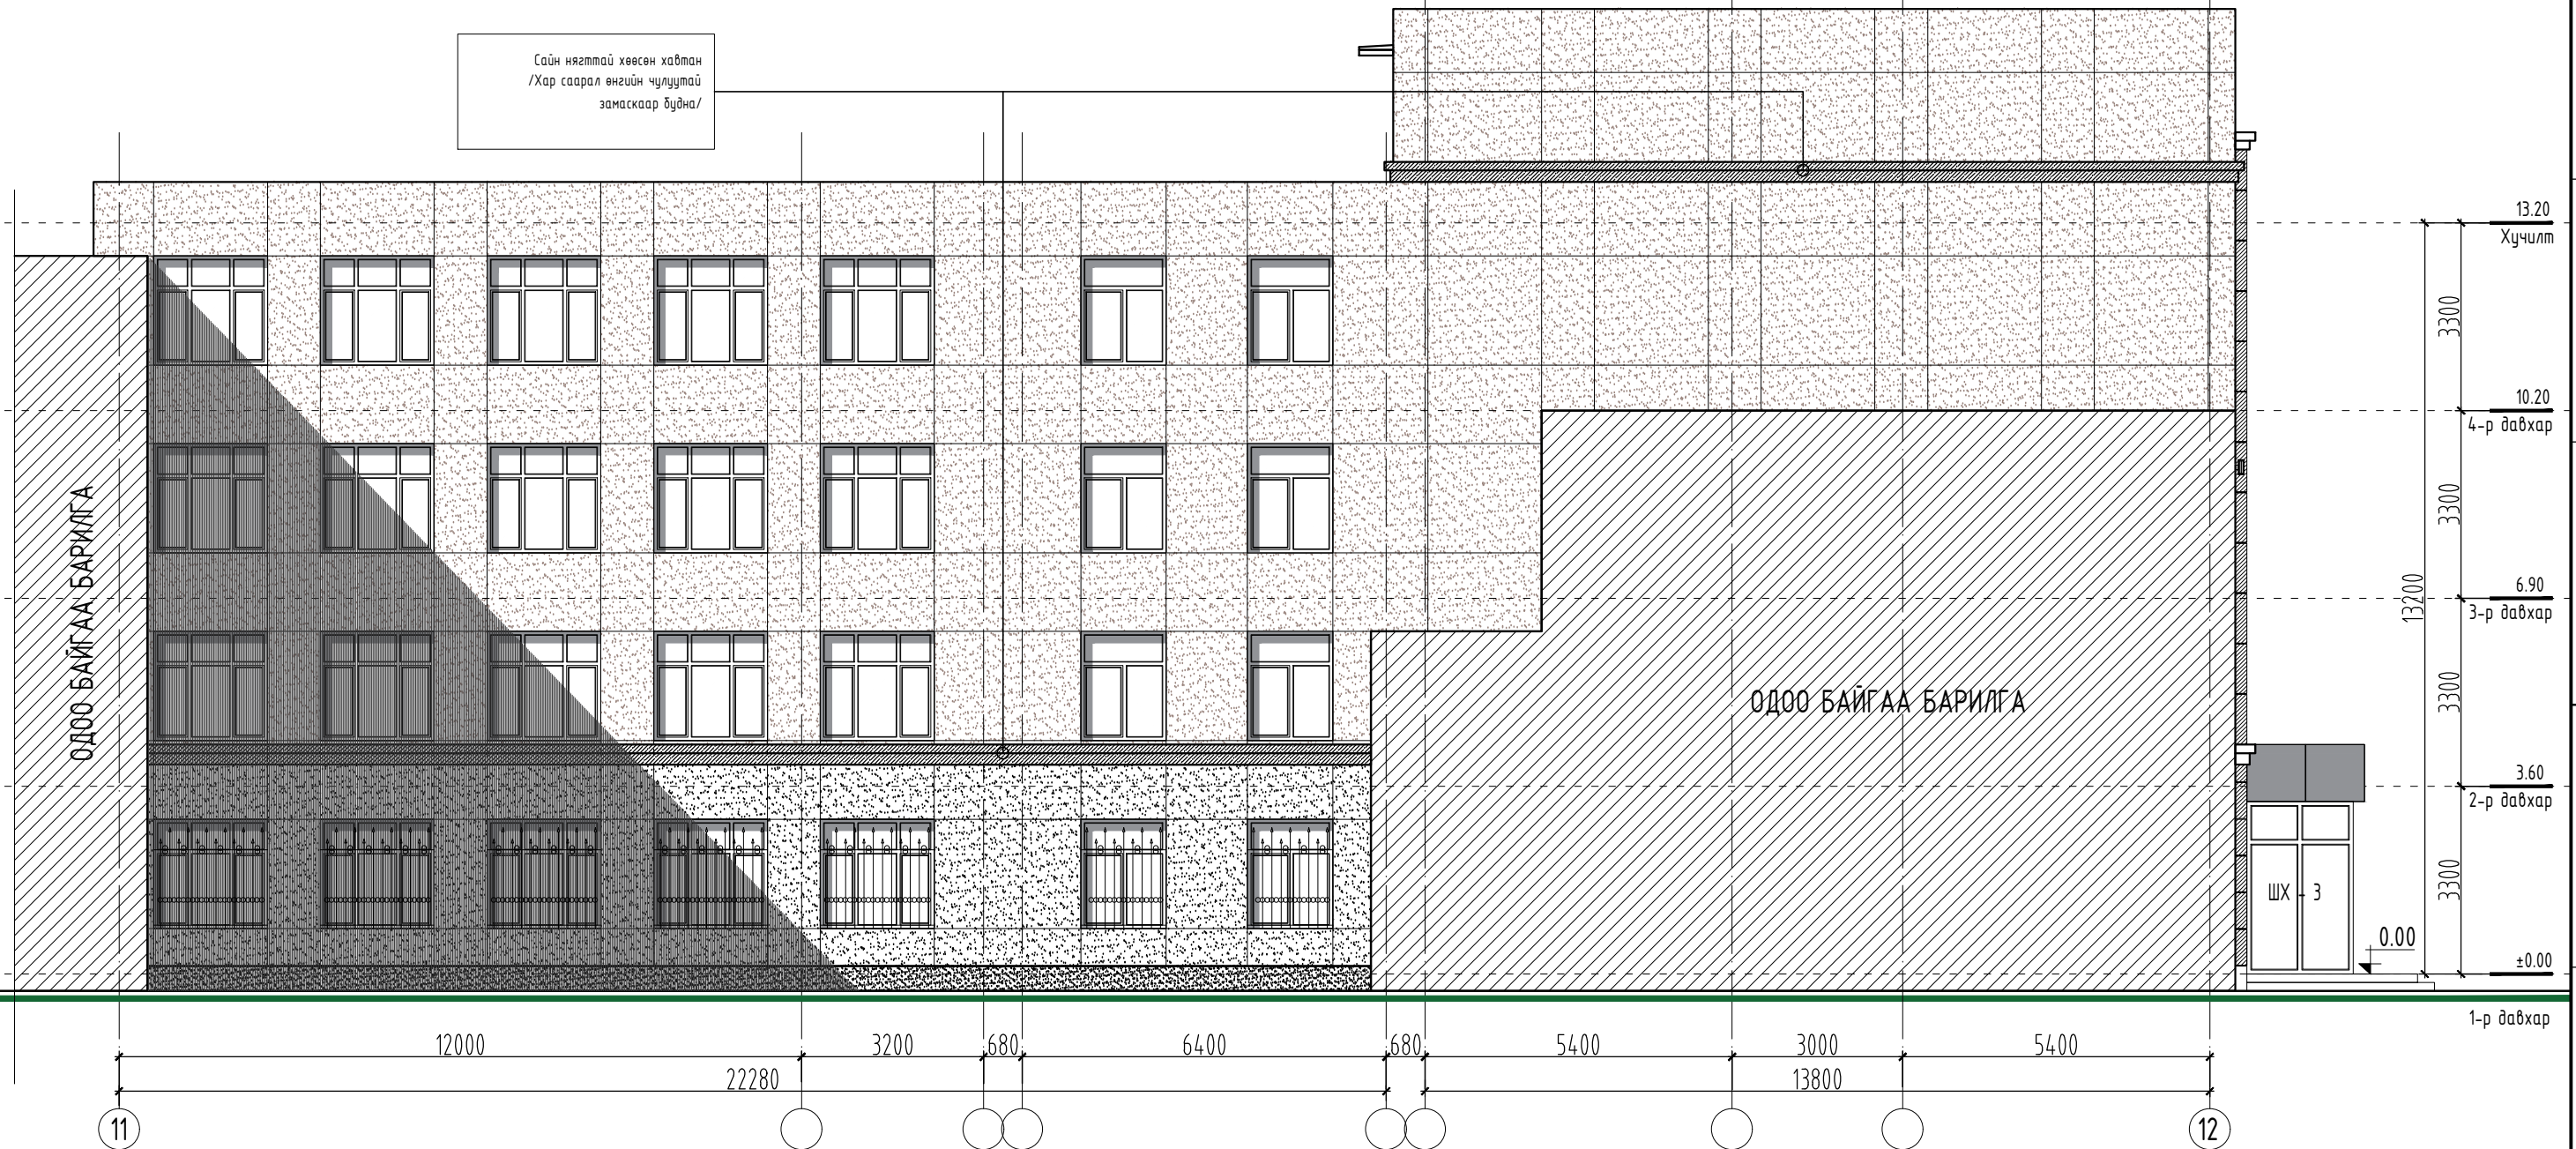 Сайн нягттай хөөсөн хавтан
/Хар саарал өнгийн чулуутай
замаскаар будна/
13.20
Хучилт
3300
10.20
4-р давхар
3300
6.90
3-р давхар
13200
3300
3.60
2-р давхар
3300
ОДОО БАЙГАА БАРИЛГА
ОДОО БАЙГАА БАРИЛГА
ШХ - 3
0.00
±0.00
1-р давхар
12000
3200
680
6400
680
5400
3000
5400
22280
13800
11
12